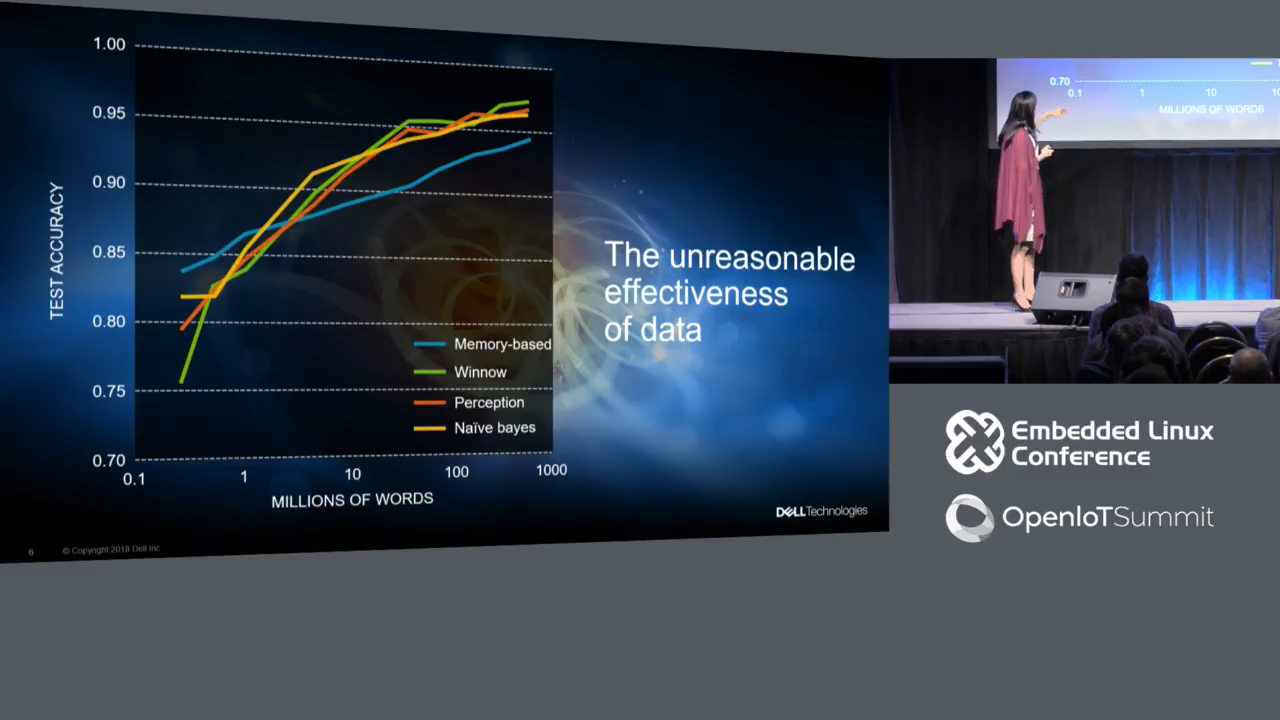 1.00
0.95
0.90
0.85
0.80
0.75
0.70
TEST ACCURACY
0.1
1
10
100
1000
MILLIONS OF WORDS
Memory-based
Winnow
Perception
Naïve bayes
The unreasonable
effectiveness
of data
DELLTechnologies
6
© Copyright 2018 Dell Inc
0.70
0.1
1
10
MILLIONS OF WORDS
Embedded Linux
Conference
OpenIoTSummit